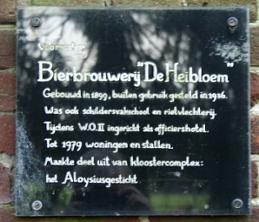 Voormalige
Bierbrouwerij "De Heibloem"
Gebouwd in 1899, buiten gebruik gesteld in 1916.
Was ook schildersvakschool en rietvlechterij.
Tijdens W.O.II ingericht als officiershotel.
Tot 1979 woningen en stallen.
Maakte deel uit van kloostercomplex:
het Aloysiusgesticht